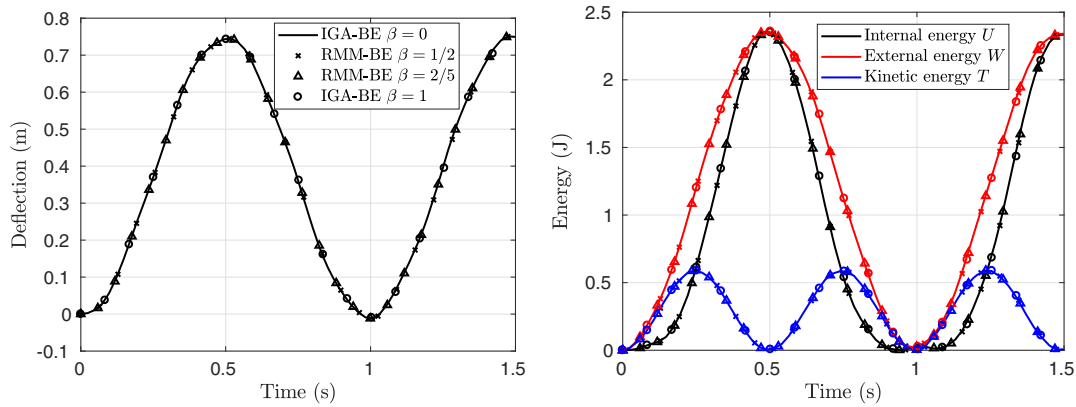 IGA-BE β = 0
RMM-BE β = 1/2
RMM-BE β = 2/5
IGA-BE β = 1
Deflection (m)
0.8
0.7
0.6
0.5
0.4
0.3
0.2
0.1
0
-0.1
0
0.5
1
1.5
Time (s)
Internal energy U
External energy W
Kinetic energy T
Energy (J)
2.5
2
1.5
1
0.5
0
0
0.5
1
1.5
Time (s)